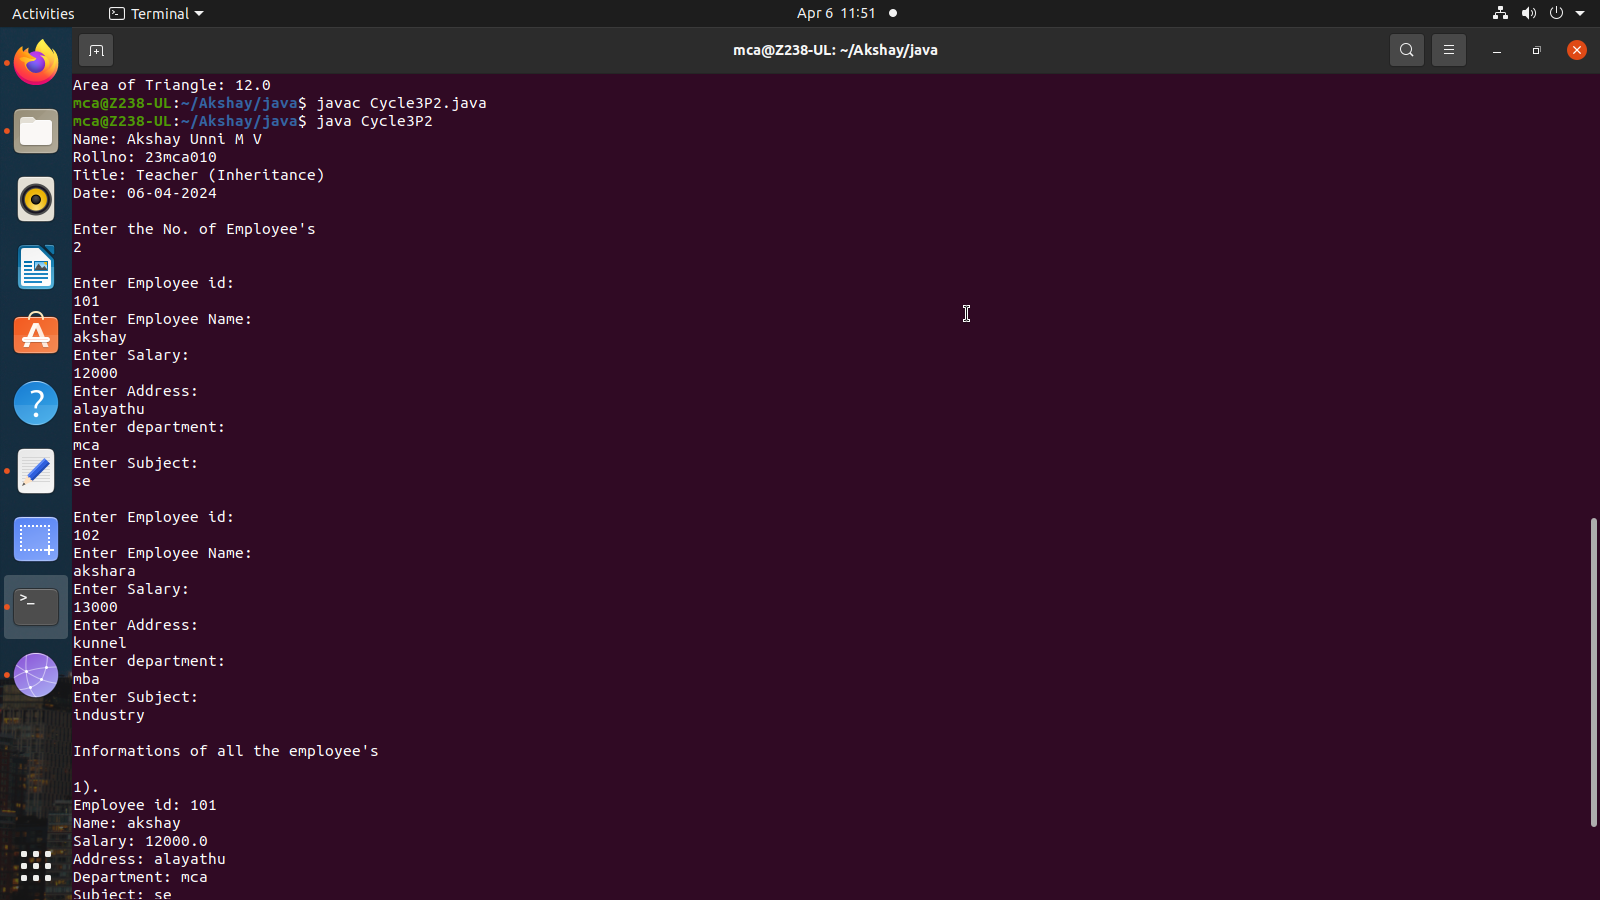 Activities Terminal Apr 6 11:51
mca@Z238-UL: ~/Akshay/java
Area of Triangle: 12.0
mca@Z238-UL:~/Akshay/java$ javac Cycle3P2.java
mca@Z238-UL:~/Akshay/java$ java Cycle3P2
Name: Akshay Unni M V
Rollno: 23mca010
Title: Teacher (Inheritance)
Date: 06-04-2024
Enter the No. of Employee's
2
Enter Employee id:
101
Enter Employee Name:
akshay
Enter Salary:
12000
Enter Address:
alayathu
Enter department:
mca
Enter Subject:
se
Enter Employee id:
102
Enter Employee Name:
akshara
Enter Salary:
13000
Enter Address:
kunnel
Enter department:
mba
Enter Subject:
industry
Informations of all the employee's
1).
Employee id: 101
Name: akshay
Salary: 12000.0
Address: alayathu
Department: mca
Subject: se